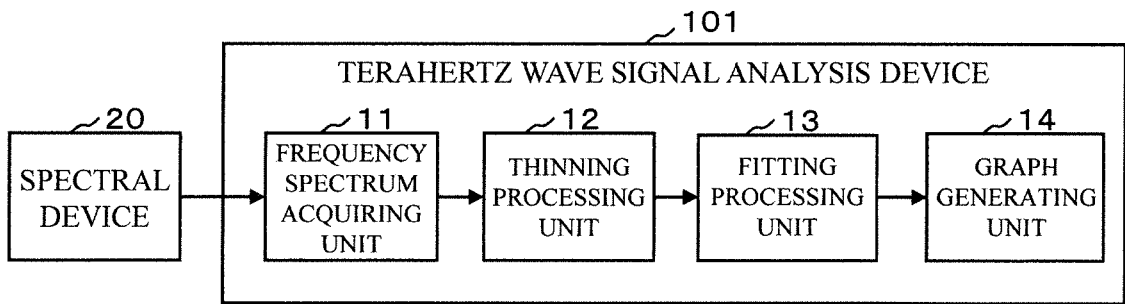 101
TERAHERTZ WAVE SIGNAL ANALYSIS DEVICE
20
SPECTRAL
DEVICE
11
FREQUENCY
SPECTRUM
ACQUIRING
UNIT
12
THINNING
PROCESSING
UNIT
13
FITTING
PROCESSING
UNIT
14
GRAPH
GENERATING
UNIT